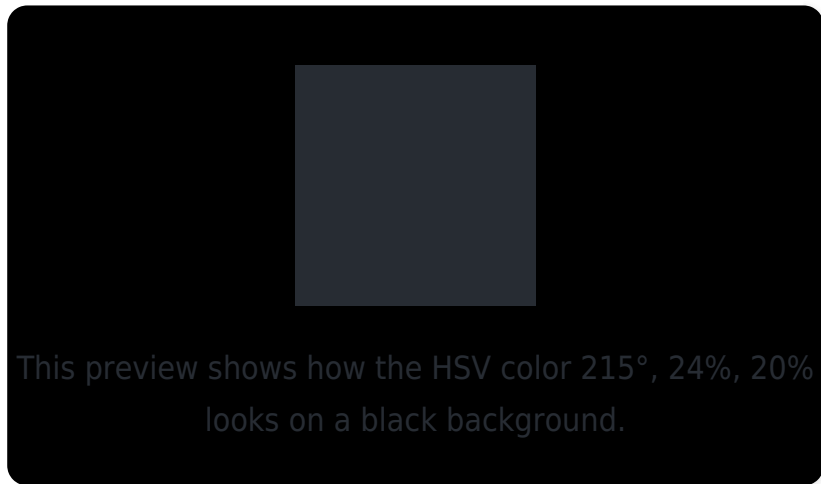 This preview shows how the HSV color 215°, 24%, 20%
looks on a black background.